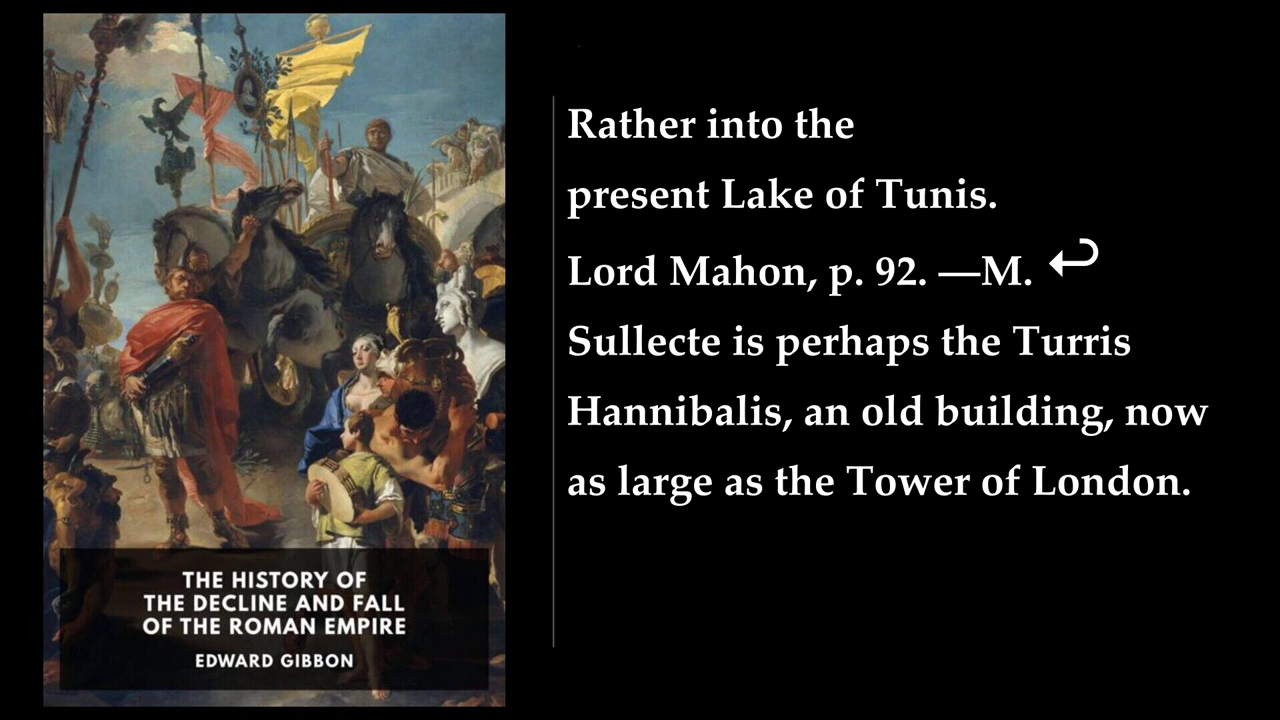 THE HISTORY OF
THE DECLINE AND FALL
OF THE ROMAN EMPIRE
EDWARD GIBBON
Rather into the
present Lake of Tunis.
Lord Mahon, p. 92. —M. ↩
Sullecte is perhaps the Turris
Hannibalis, an old building, now
as large as the Tower of London.